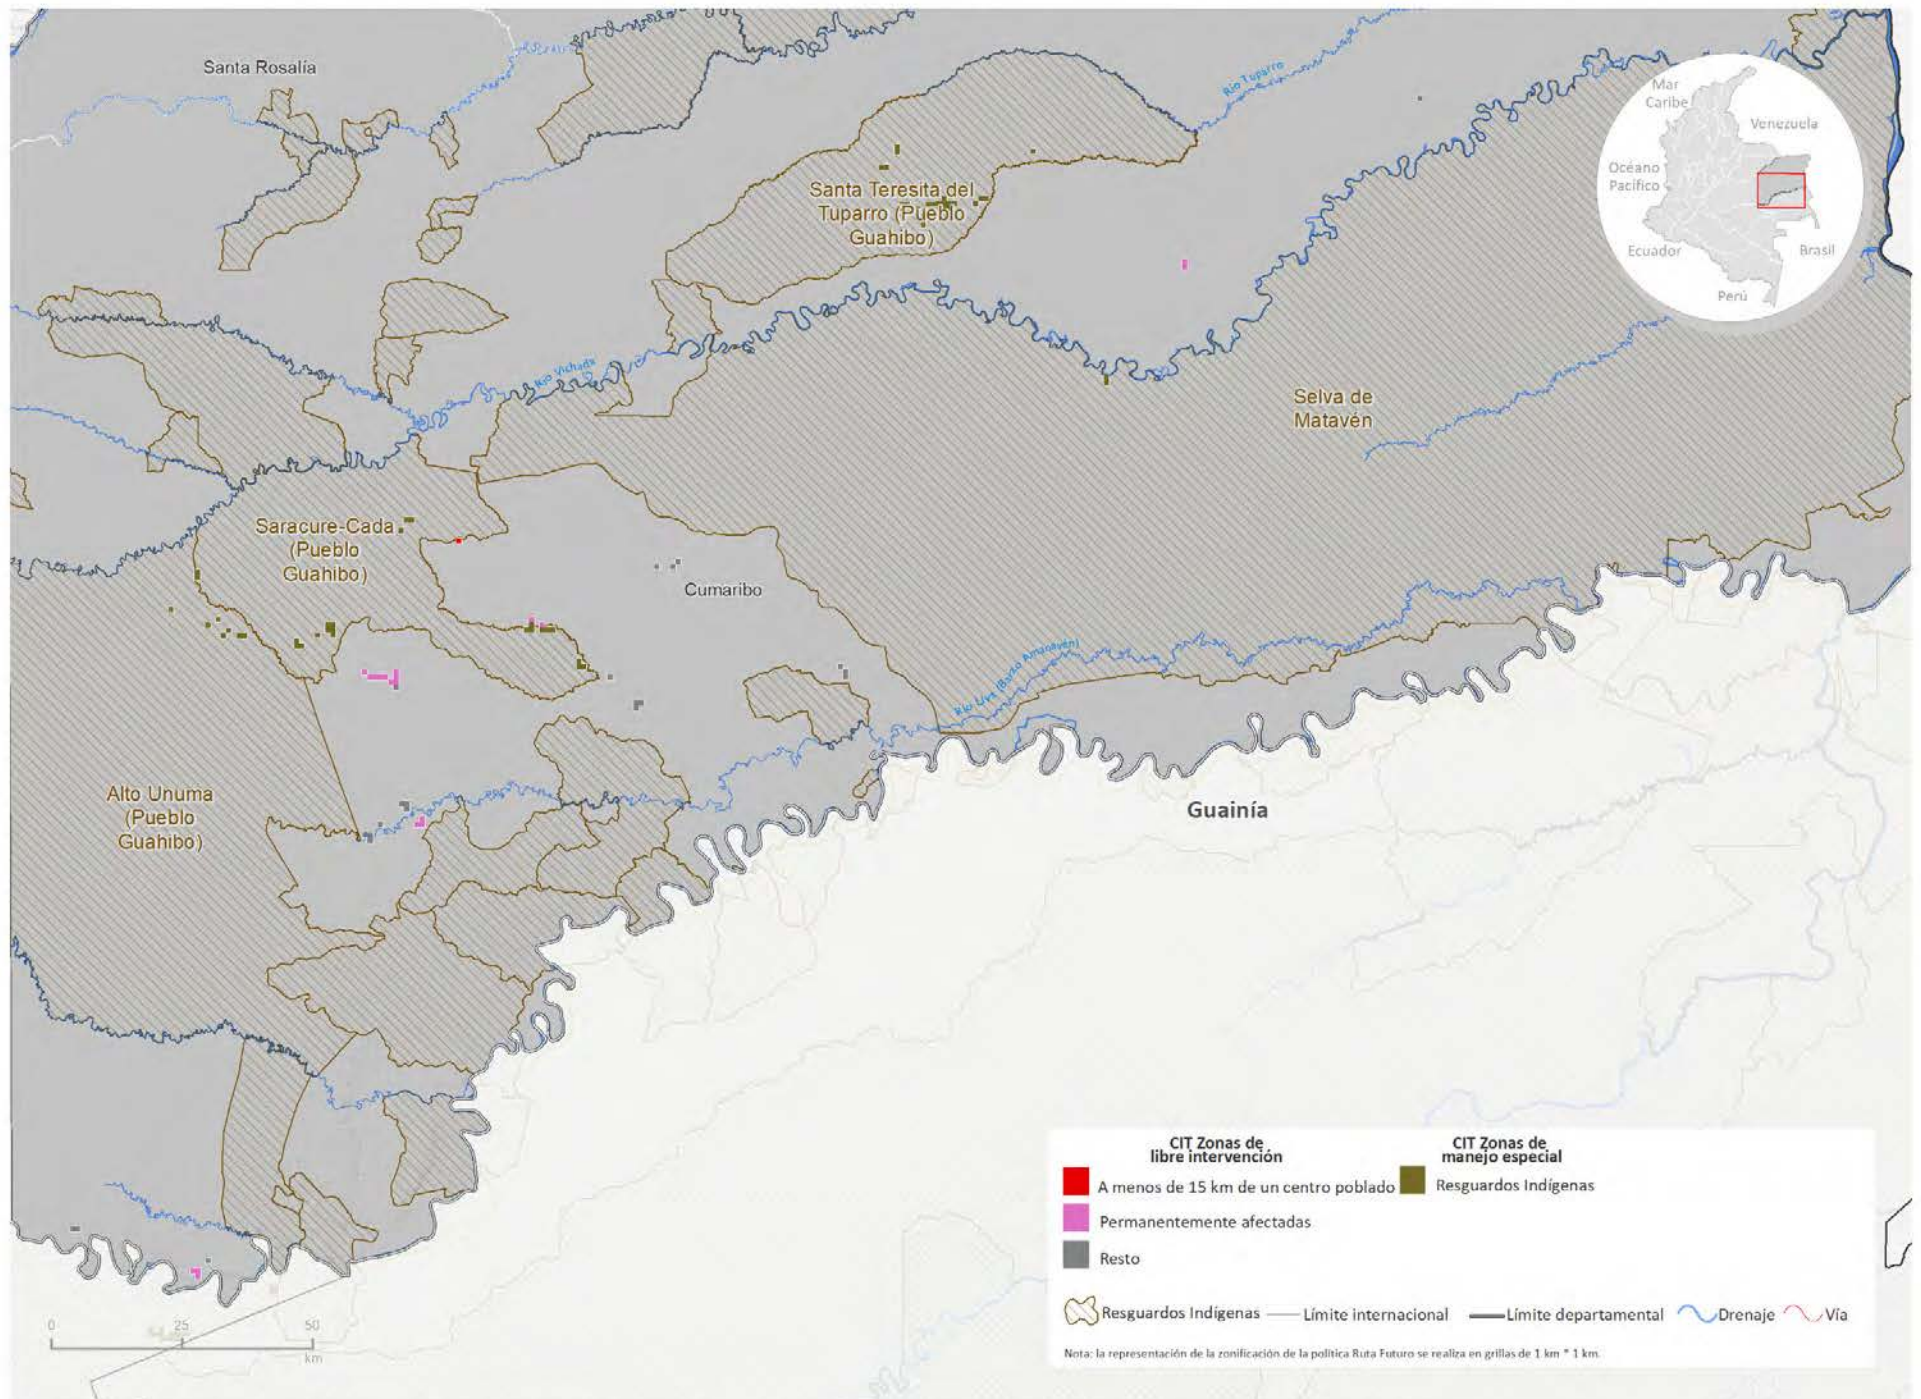 Santa Rosalía
Río Tuparro
Mar
Caribe
Venezuela
Océano
Pacífico
Ecuador
Brasil
Perú
Santa Teresita del
Tuparro (Pueblo
Guahibo)
Río Vichada
Selva de
Matavén
Saracure-Cada
(Pueblo
Guahibo)
Cumaribo
Río Uva (Barzo Amanavén)
Alto Unuma
(Pueblo
Guahibo)
Guainía
CIT Zonas de
libre intervención
A menos de 15 km de un centro poblado
Permanentemente afectadas
Resto
CIT Zonas de
manejo especial
Resguardos Indígenas
Resguardos Indígenas
Límite internacional
Límite departamental
Drenaje
Vía
Nota: la representación de la zonificación de la política Ruta Futuro se realiza en grillas de 1 km * 1 km.
0 25 50
km